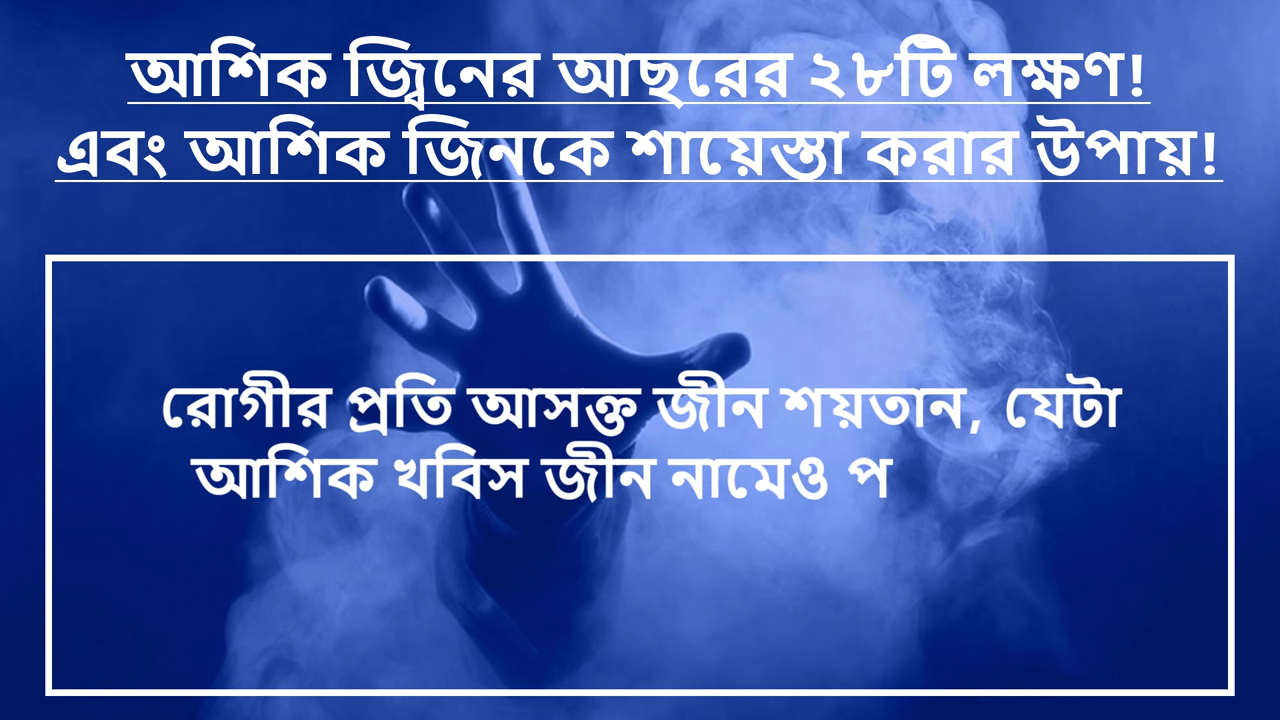 আশিক জ্বিনের আছরের ২৮টি লক্ষণ!
এবং আশিক জিনকে শায়েস্তা করার উপায়!
রোগীর প্রতি আসক্ত জীন শয়তান, যেটা
আশিক খবিস জীন নামেও প